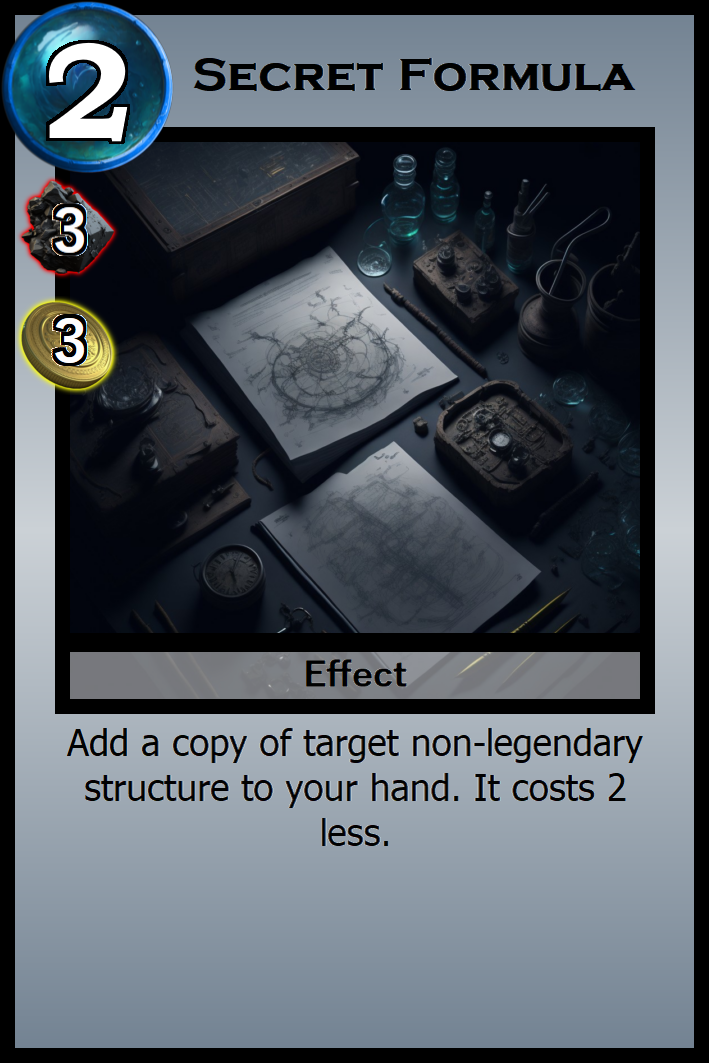 2
Secret Formula
3
3
Effect
Add a copy of target non-legendary
structure to your hand. It costs 2
less.